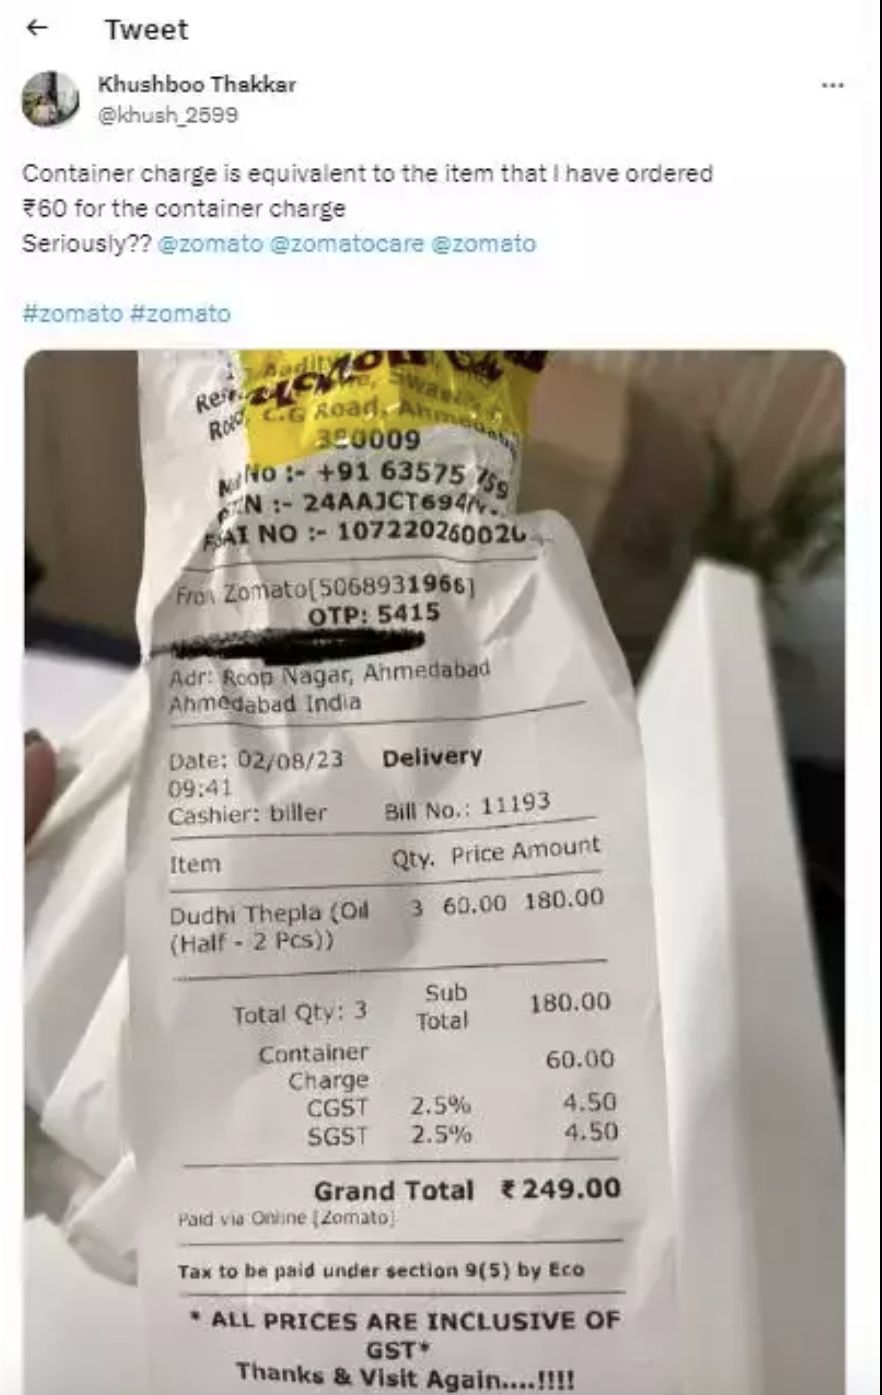 Tweet
Khushboo Thakkar
@khush_2599
Container charge is equivalent to the item that I have ordered
₹60 for the container charge
Seriously?? @zomato @zomatocare @zomato
#zomato #zomato
C.G Road,
380009
No :- +91 63575
:- 24AAJCT694
NO :- 10722026002
Zomato[5068931966]
OTP: 5415
Adr: Roop Nagar, Ahmedabad
Ahmedabad India
Date: 02/08/23 Delivery
09:41
Cashier: biller Bill No.: 11193
Item Qty. Price Amount
Dudhi Thepla (Oil 3 60.00 180.00
(Half - 2 Pcs))
Total Qty: 3 Sub Total 180.00
Container Charge 60.00
CGST 2.5% 4.50
SGST 2.5% 4.50
Grand Total ₹249.00
Paid via Online [Zomato]
Tax to be paid under section 9(5) by Eco
* ALL PRICES ARE INCLUSIVE OF
GST*
Thanks & Visit Again....!!!!